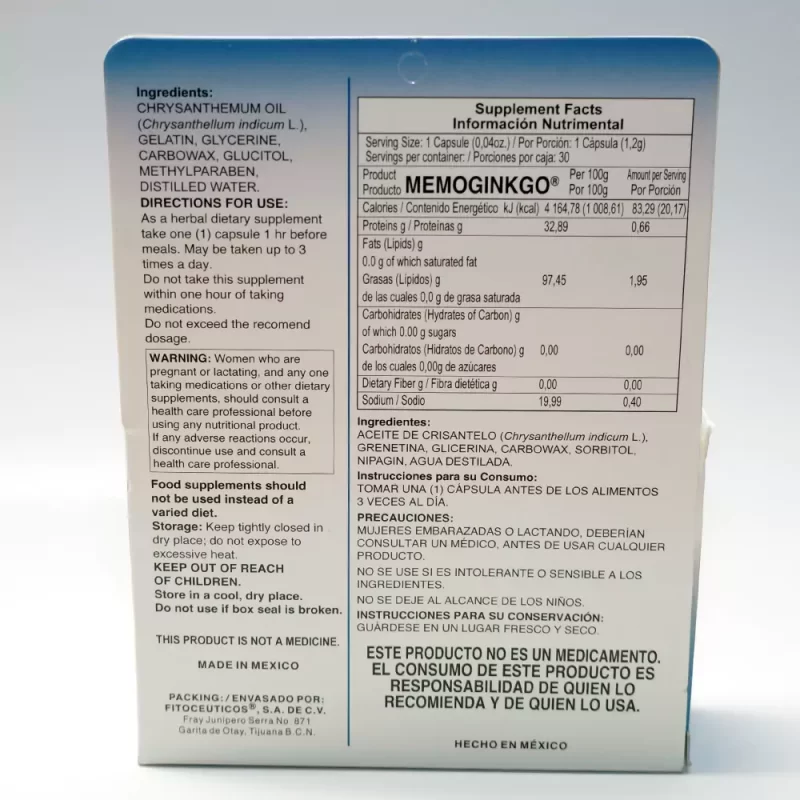 Ingredients:
CHRYSANTHEMUM OIL
(Chrysanthellum indicum L.),
GELATIN, GLYCERINE,
CARBOWAX, GLUCITOL,
METHYLPARABEN,
DISTILLED WATER.
DIRECTIONS FOR USE:
As a herbal dietary supplement
take one (1) capsule 1 hr before
meals. May be taken up to 3
times a day.
Do not take this supplement
within one hour of taking
medications.
Do not exceed the recomend
dosage.
WARNING: Women who are
pregnant or lactating, and any one
taking medications or other dietary
supplements, should consult a
health care professional before
using any nutritional product.
If any adverse reactions occur,
discontinue use and consult a
health care professional.
Food supplements should
not be used instead of a
varied diet.
Storage: Keep tightly closed in
dry place; do not expose to
excessive heat.
KEEP OUT OF REACH
OF CHILDREN.
Store in a cool, dry place.
Do not use if box seal is broken.
THIS PRODUCT IS NOT A MEDICINE.
MADE IN MEXICO
PACKING: / ENVASADO POR:
FITOCEUTICOS®, S.A. DE C.V.
Fray Junípero Serra No. 871
Garita de Otay, Tijuana B.C.N.
Supplement Facts
Información Nutrimental
Serving Size: 1 Capsule (0,04oz.) / Por Porción: 1 Cápsula (1,2g)
Servings per container: / Porciones por caja: 30
Product Per 100g Amount per Serving
Producto MEMOGINKGO® Por 100g Por Porción
Calories / Contenido Energético kJ (kcal) 4 164,78 (1 008,61) 83,29 (20,17)
Proteins g / Proteínas g 32,89 0,66
Fats (Lipids) g
0.0 g of which saturated fat
Grasas (Lípidos) g 97,45 1,95
de las cuales 0,0 g de grasa saturada
Carbohidrates (Hydrates of Carbon) g
of which 0.00 g sugars
Carbohidratos (Hidratos de Carbono) g 0,00 0,00
de los cuales 0,00g de azúcares
Dietary Fiber g / Fibra dietética g 0,00 0,00
Sodium / Sodio 19,99 0,40
Ingredientes:
ACEITE DE CRISANTELO (Chrysanthellum indicum L.),
GRENETINA, GLICERINA, CARBOWAX, SORBITOL,
NIPAGIN, AGUA DESTILADA.
Instrucciones para su Consumo:
TOMAR UNA (1) CÁPSULA ANTES DE LOS ALIMENTOS
3 VECES AL DÍA.
PRECAUCIONES:
MUJERES EMBARAZADAS O LACTANDO, DEBERÍAN
CONSULTAR UN MÉDICO, ANTES DE USAR CUALQUIER
PRODUCTO.
NO SE USE SI ES INTOLERANTE O SENSIBLE A LOS
INGREDIENTES.
NO SE DEJE AL ALCANCE DE LOS NIÑOS.
INSTRUCCIONES PARA SU CONSERVACIÓN:
GUÁRDESE EN UN LUGAR FRESCO Y SECO.
ESTE PRODUCTO NO ES UN MEDICAMENTO.
EL CONSUMO DE ESTE PRODUCTO ES
RESPONSABILIDAD DE QUIEN LO
RECOMIENDA Y DE QUIEN LO USA.
HECHO EN MÉXICO